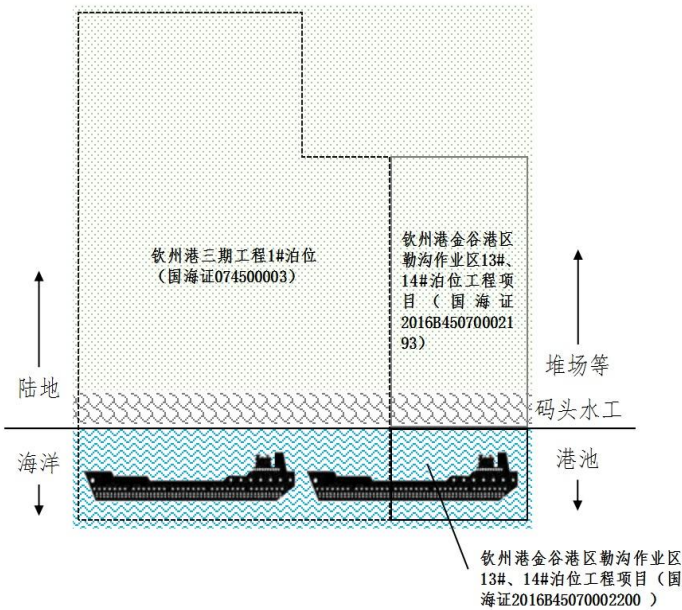 钦州港三期工程1#泊位
（国海证074500003）
钦州港金谷港区
勒沟作业区13#、
14#泊位工程项
目（国海证
2016B450700021
93）
陆地
堆场等
码头水工
海洋
港池
钦州港金谷港区勒沟作业区
13#、14#泊位工程项目（国
海证2016B45070002200 ）